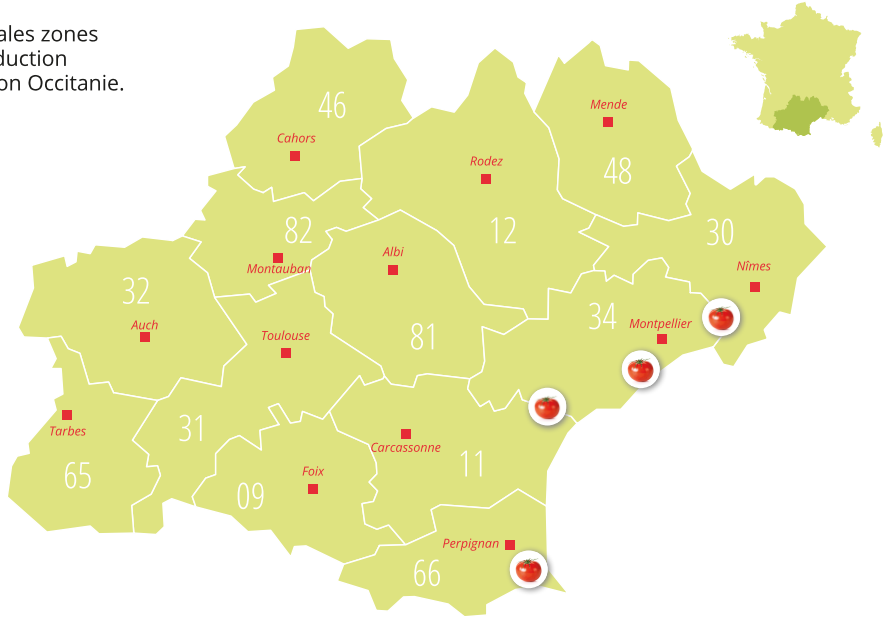 ales zones
duction
on Occitanie.
46
Cahors
Mende
Rodez
48
82
12
30
Montauban
Albi
Nîmes
32
34
Auch
Montpellier
Toulouse
81
Tarbes
31
Carcassonne
11
65
Foix
09
Perpignan
66